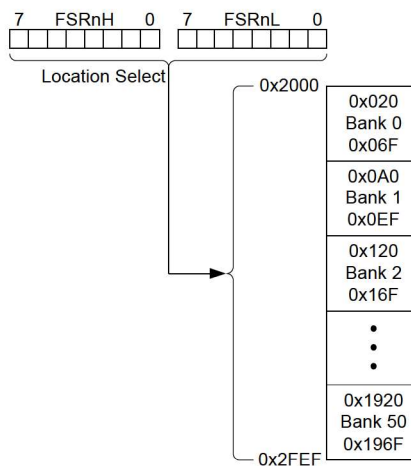 7 FSRnH 0 7 FSRnL 0
Location Select
0x2000
0x020
Bank 0
0x06F
0x0A0
Bank 1
0x0EF
0x120
Bank 2
0x16F
0x1920
Bank 50
0x196F
0x2FEF